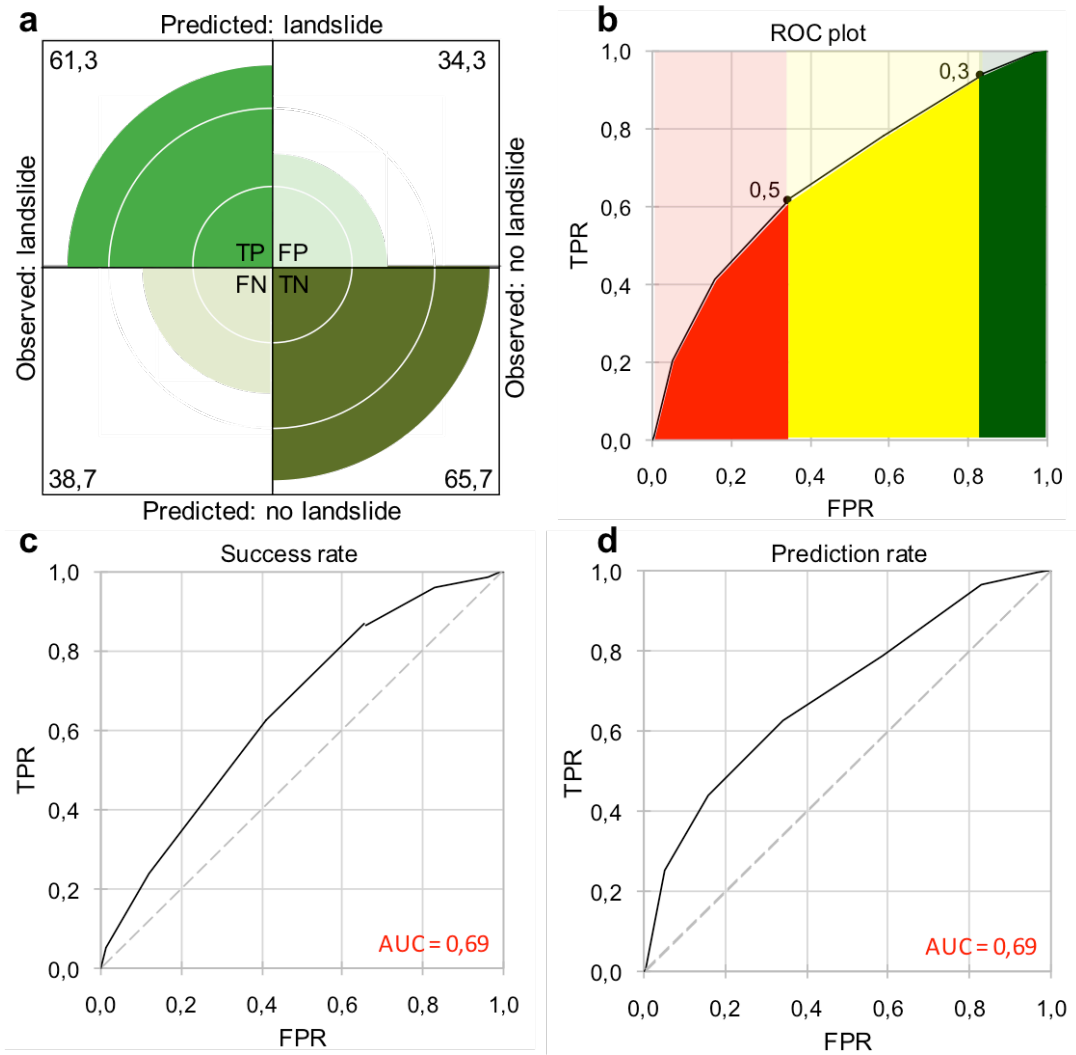 a
Predicted: landslide
61,3
34,3
Observed: landslide
Observed: no landslide
TP
FP
FN
TN
38,7
65,7
Predicted: no landslide
b
ROC plot
1,0
0,8
0,6
0,4
0,2
0,0
TPR
0,3
0,5
0,0 0,2 0,4 0,6 0,8 1,0
FPR
c
Success rate
1,0
0,8
0,6
0,4
0,2
0,0
TPR
AUC = 0,69
0,0 0,2 0,4 0,6 0,8 1,0
FPR
d
Prediction rate
1,0
0,8
0,6
0,4
0,2
0,0
TPR
AUC = 0,69
0,0 0,2 0,4 0,6 0,8 1,0
FPR